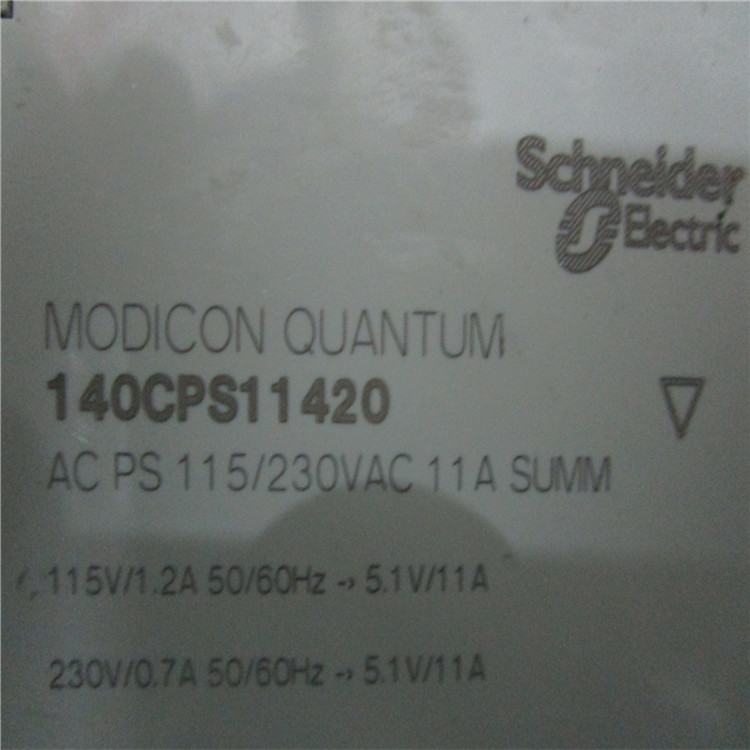 Schneider
Electric
MODICON QUANTUM
140CPS11420
AC PS 115/230VAC 11A SUMM
115V/1.2A 50/60Hz -> 5.1V/11A
230V/0.7A 50/60Hz -> 5.1V/11A